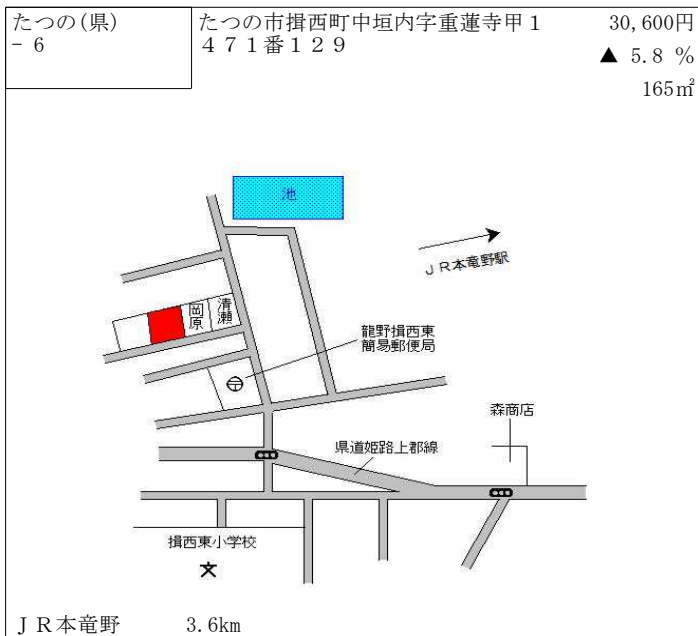 たつの(県)
- 6
たつの市揖西町中垣内字重蓮寺甲１
４７１番１２９
30,600円
▲ 5.8 %
165㎡
池
ＪＲ本竜野駅
清瀬
岡原
龍野揖西東
簡易郵便局
森商店
県道姫路上郡線
揖西東小学校
文
ＪＲ本竜野 3.6km